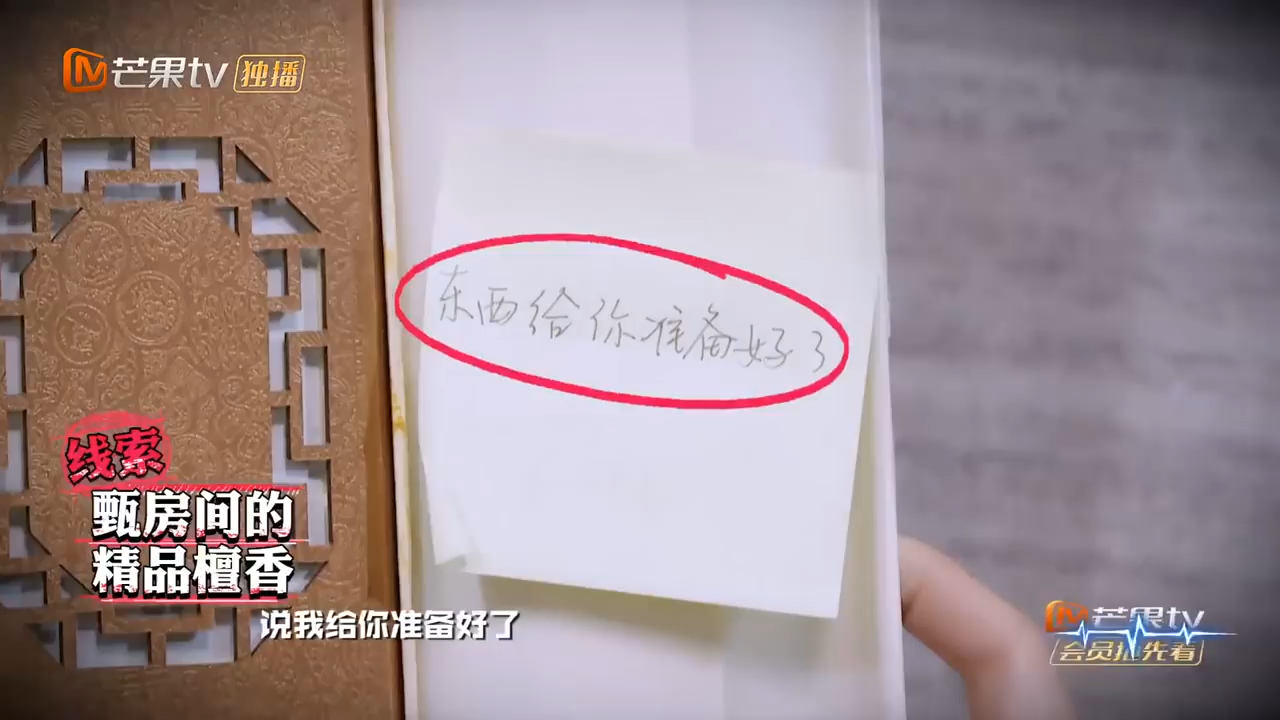 芒果tv 独播
东西给你准备好了
线索
甄房间的
精品檀香
说我给你准备好了
芒果tv
会员抢先看